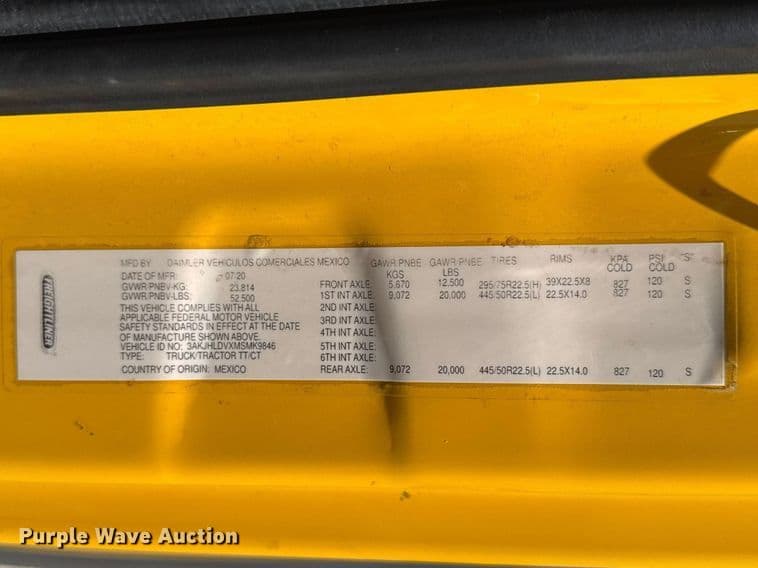 FREIGHTLINER
MFD BY DAIMLER VEHICULOS COMERCIALES MEXICO GAWR/PNBE GAWR/PNBE TIRES RIMS KPA PSI "S"
KGS LBS COLD COLD
DATE OF MFR: 07/20
GVWR/PNBV-KG: 23,814 FRONT AXLE: 5,670 12,500 295/75R22.5(H) 39X22.5X8 827 120 S
GVWR/PNBV-LBS: 52,500 1ST INT AXLE: 9,072 20,000 445/50R22.5(L) 22.5X14.0 827 120 S
THIS VEHICLE COMPLIES WITH ALL 2ND INT AXLE:
APPLICABLE FEDERAL MOTOR VEHICLE 3RD INT AXLE:
SAFETY STANDARDS IN EFFECT AT THE DATE 4TH INT AXLE:
OF MANUFACTURE SHOWN ABOVE.
VEHICLE ID NO: 3AKJHLDVXMSMK9846 5TH INT AXLE:
TYPE: TRUCK/TRACTOR TT/CT 6TH INT AXLE:
COUNTRY OF ORIGIN: MEXICO REAR AXLE: 9,072 20,000 445/50R22.5(L) 22.5X14.0 827 120 S
Purple Wave Auction